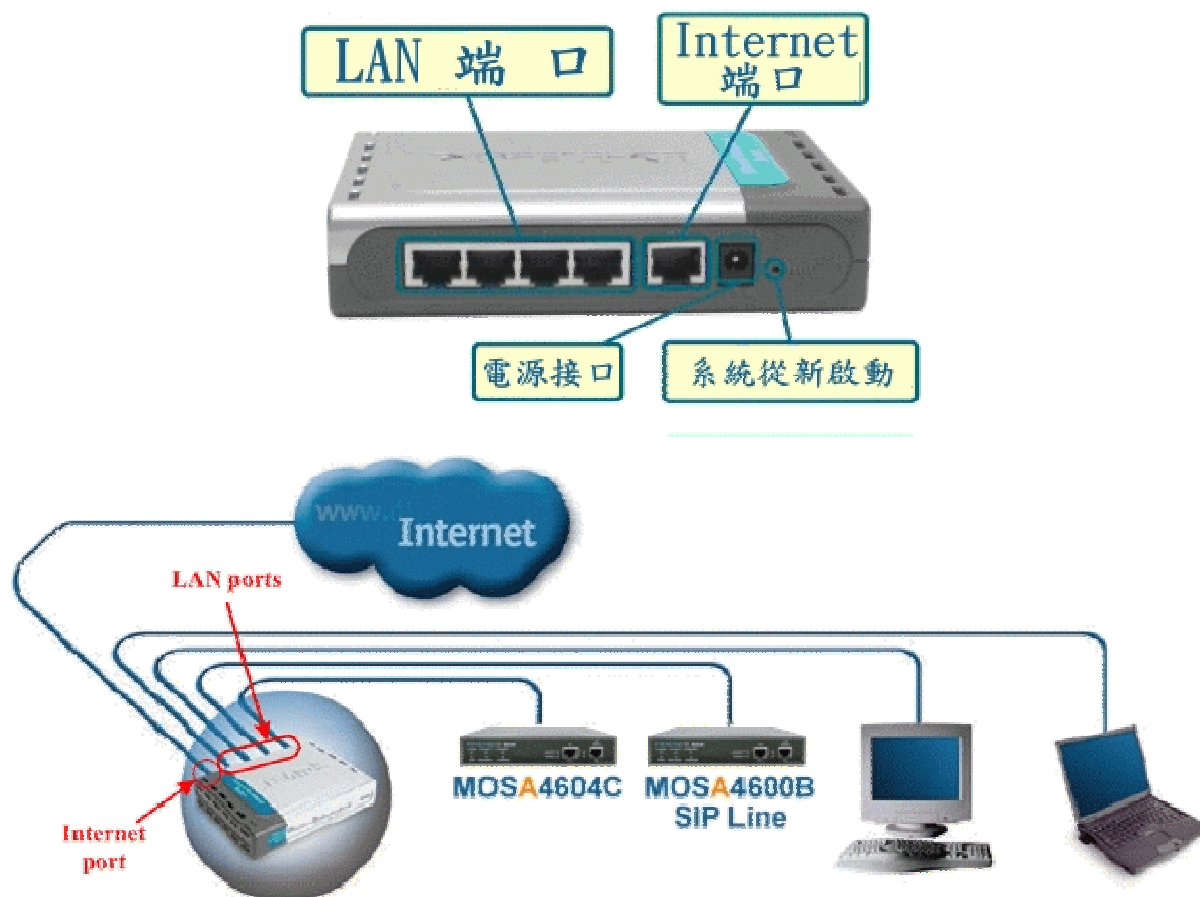 LAN 端 口
Internet
端口
電源接口
系統從新啟動
www.
Internet
LAN ports
MOSA4604C
MOSA4600B
SIP Line
Internet
port